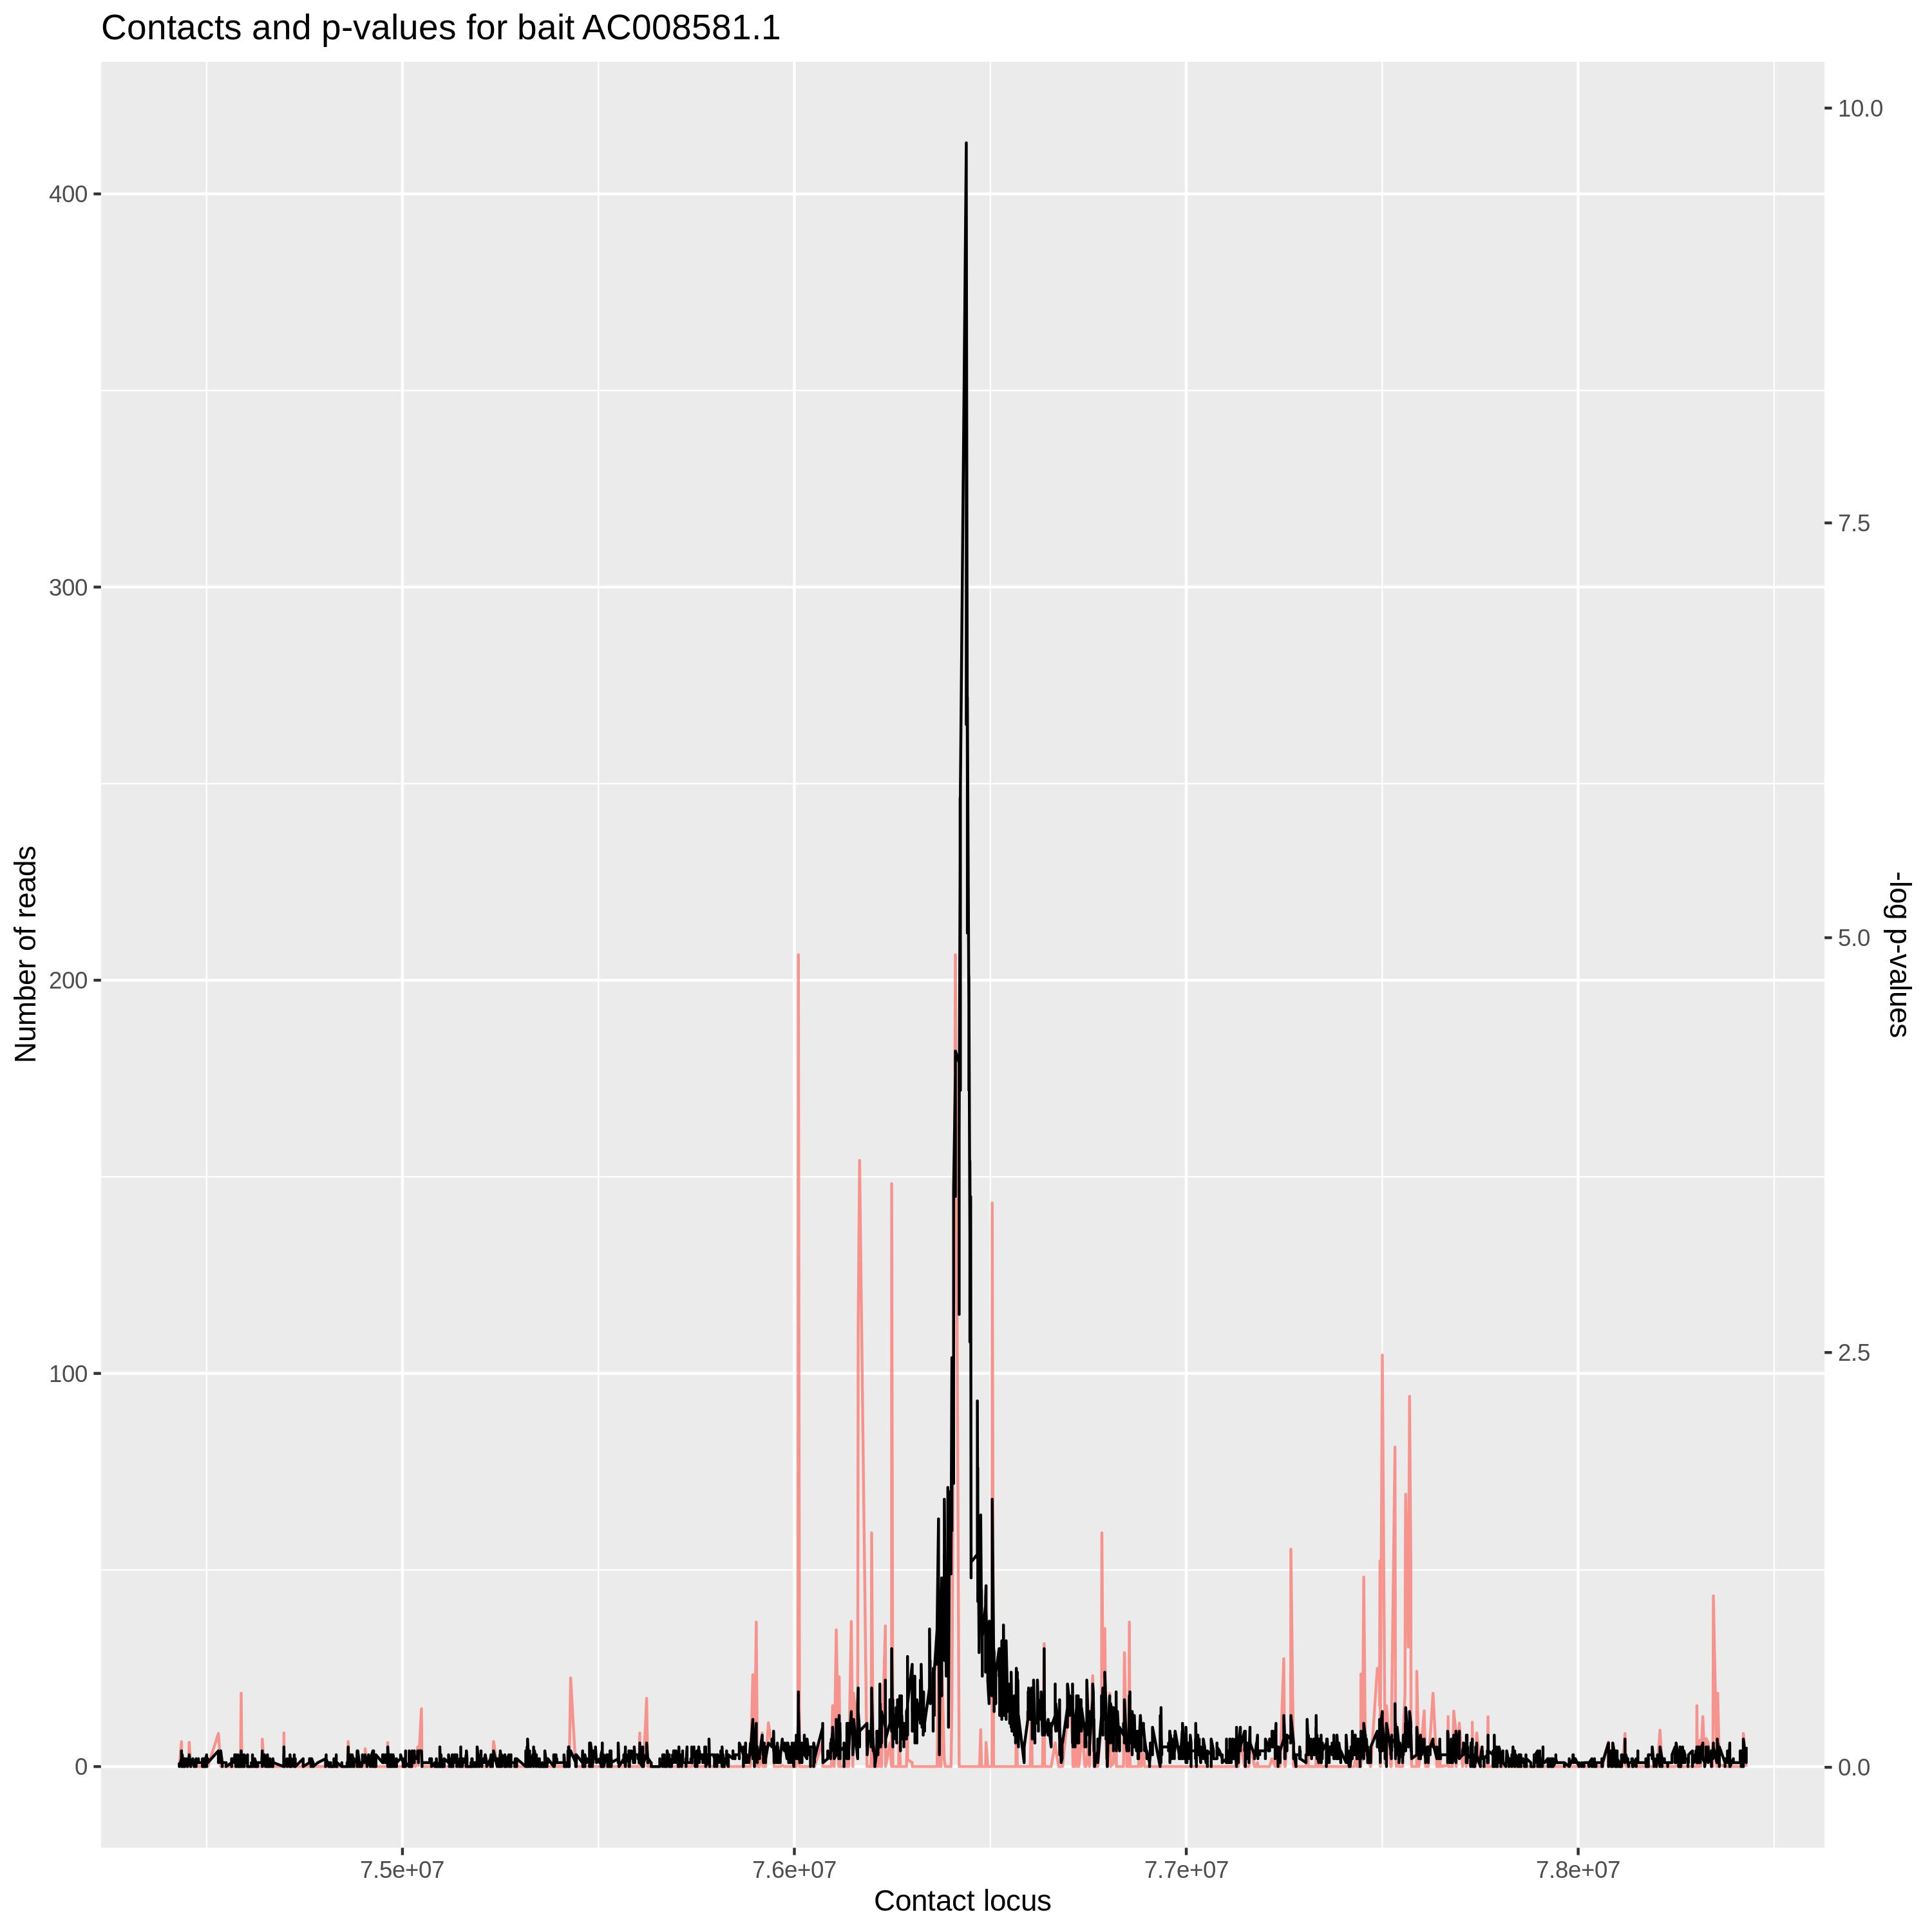 Contacts and p-values for bait AC008581.1
10.0
400
7.5
300
Number of reads
200
5.0
-log p-values
100
2.5
0
0.0
7.5e+07
7.6e+07
7.7e+07
7.8e+07
Contact locus